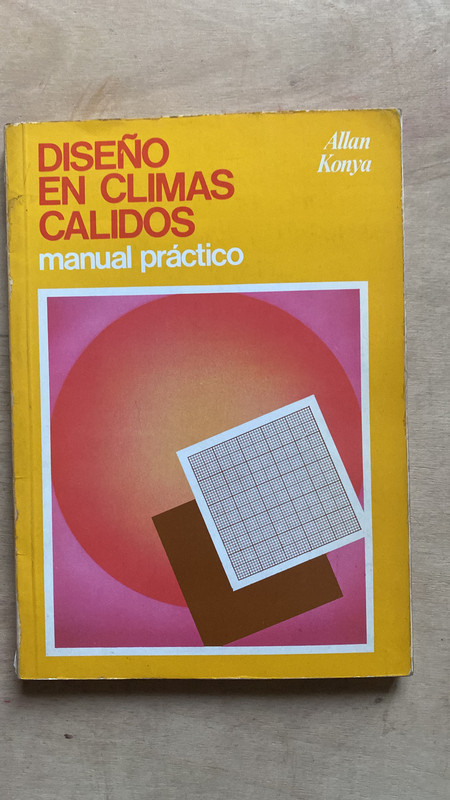 DISEÑO
EN CLIMAS
CALIDOS
manual práctico
Allan
Konya